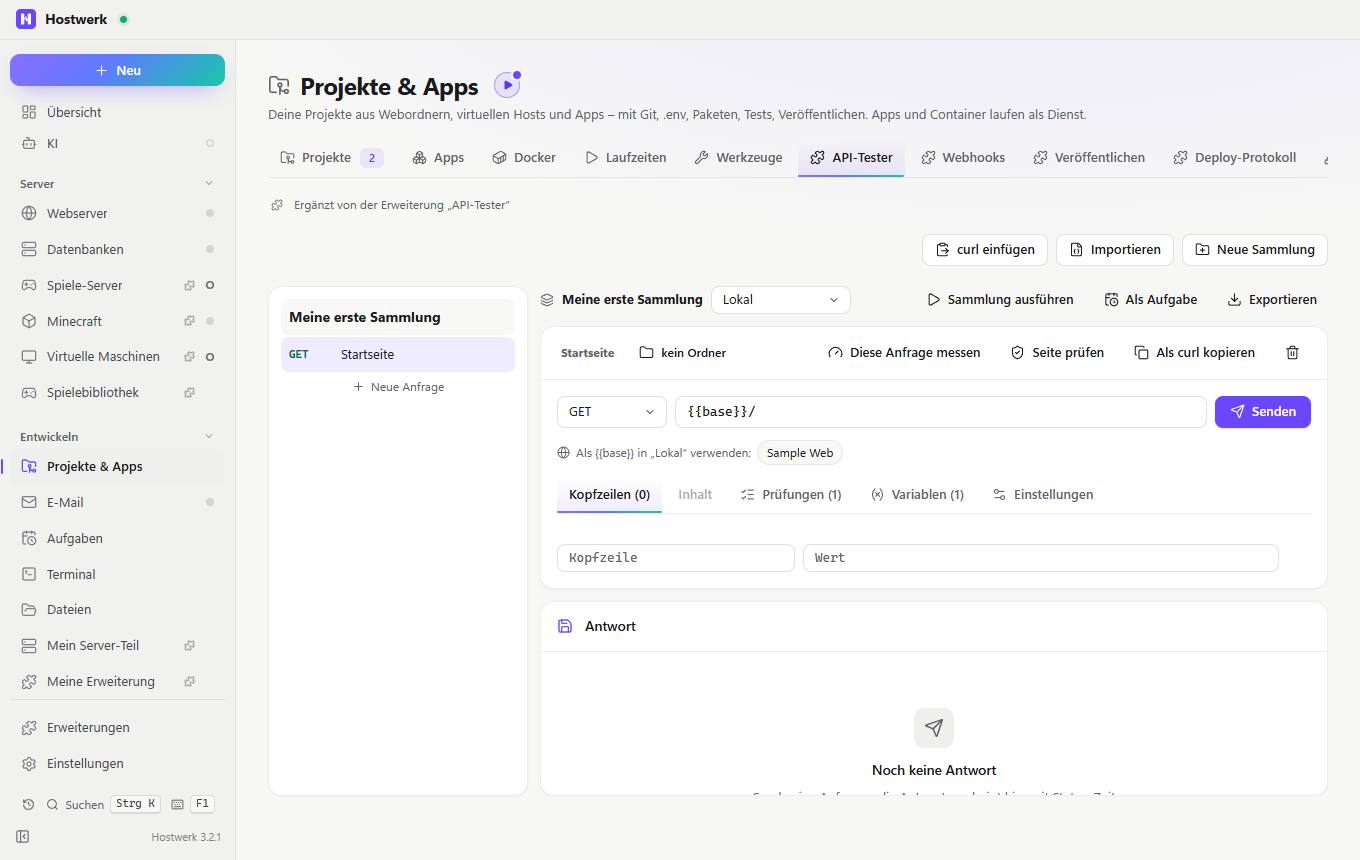 Hostwerk
Neu
Übersicht
KI
Server
Webserver
Datenbanken
Spiele-Server
Minecraft
Virtuelle Maschinen
Spielebibliothek
Entwickeln
Projekte & Apps
E-Mail
Aufgaben
Terminal
Dateien
Mein Server-Teil
Meine Erweiterung
Erweiterungen
Einstellungen
Suchen Strg K F1
Hostwerk 3.2.1
Projekte & Apps
Deine Projekte aus Webordnern, virtuellen Hosts und Apps – mit Git, .env, Paketen, Tests, Veröffentlichen. Apps und Container laufen als Dienst.
Projekte 2 Apps Docker Laufzeiten Werkzeuge API-Tester Webhooks Veröffentlichen Deploy-Protokoll
Ergänzt von der Erweiterung „API-Tester“
curl einfügen Importieren Neue Sammlung
Meine erste Sammlung
GET Startseite
Neue Anfrage
Meine erste Sammlung Lokal Sammlung ausführen Als Aufgabe Exportieren
Startseite kein Ordner Diese Anfrage messen Seite prüfen Als curl kopieren
GET {{base}}/ Senden
Als {{base}} in „Lokal“ verwenden: Sample Web
Kopfzeilen (0) Inhalt Prüfungen (1) Variablen (1) Einstellungen
Kopfzeile Wert
Antwort
Noch keine Antwort